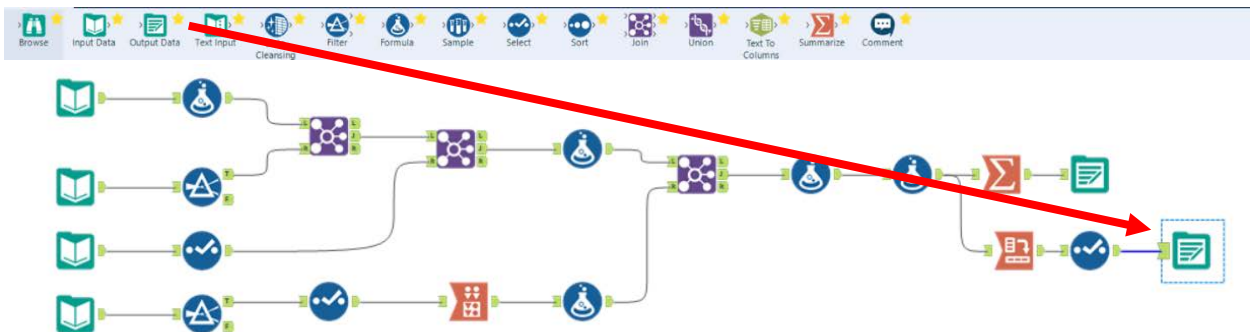 Browse Input Data Output Data Text Input Cleansing Filter Formula Sample Select Sort Join Union Text To Columns Summarize Comment
L
L
J
R
T
R
F
L
L
J
R
R
L
L
J
R
R
T
F